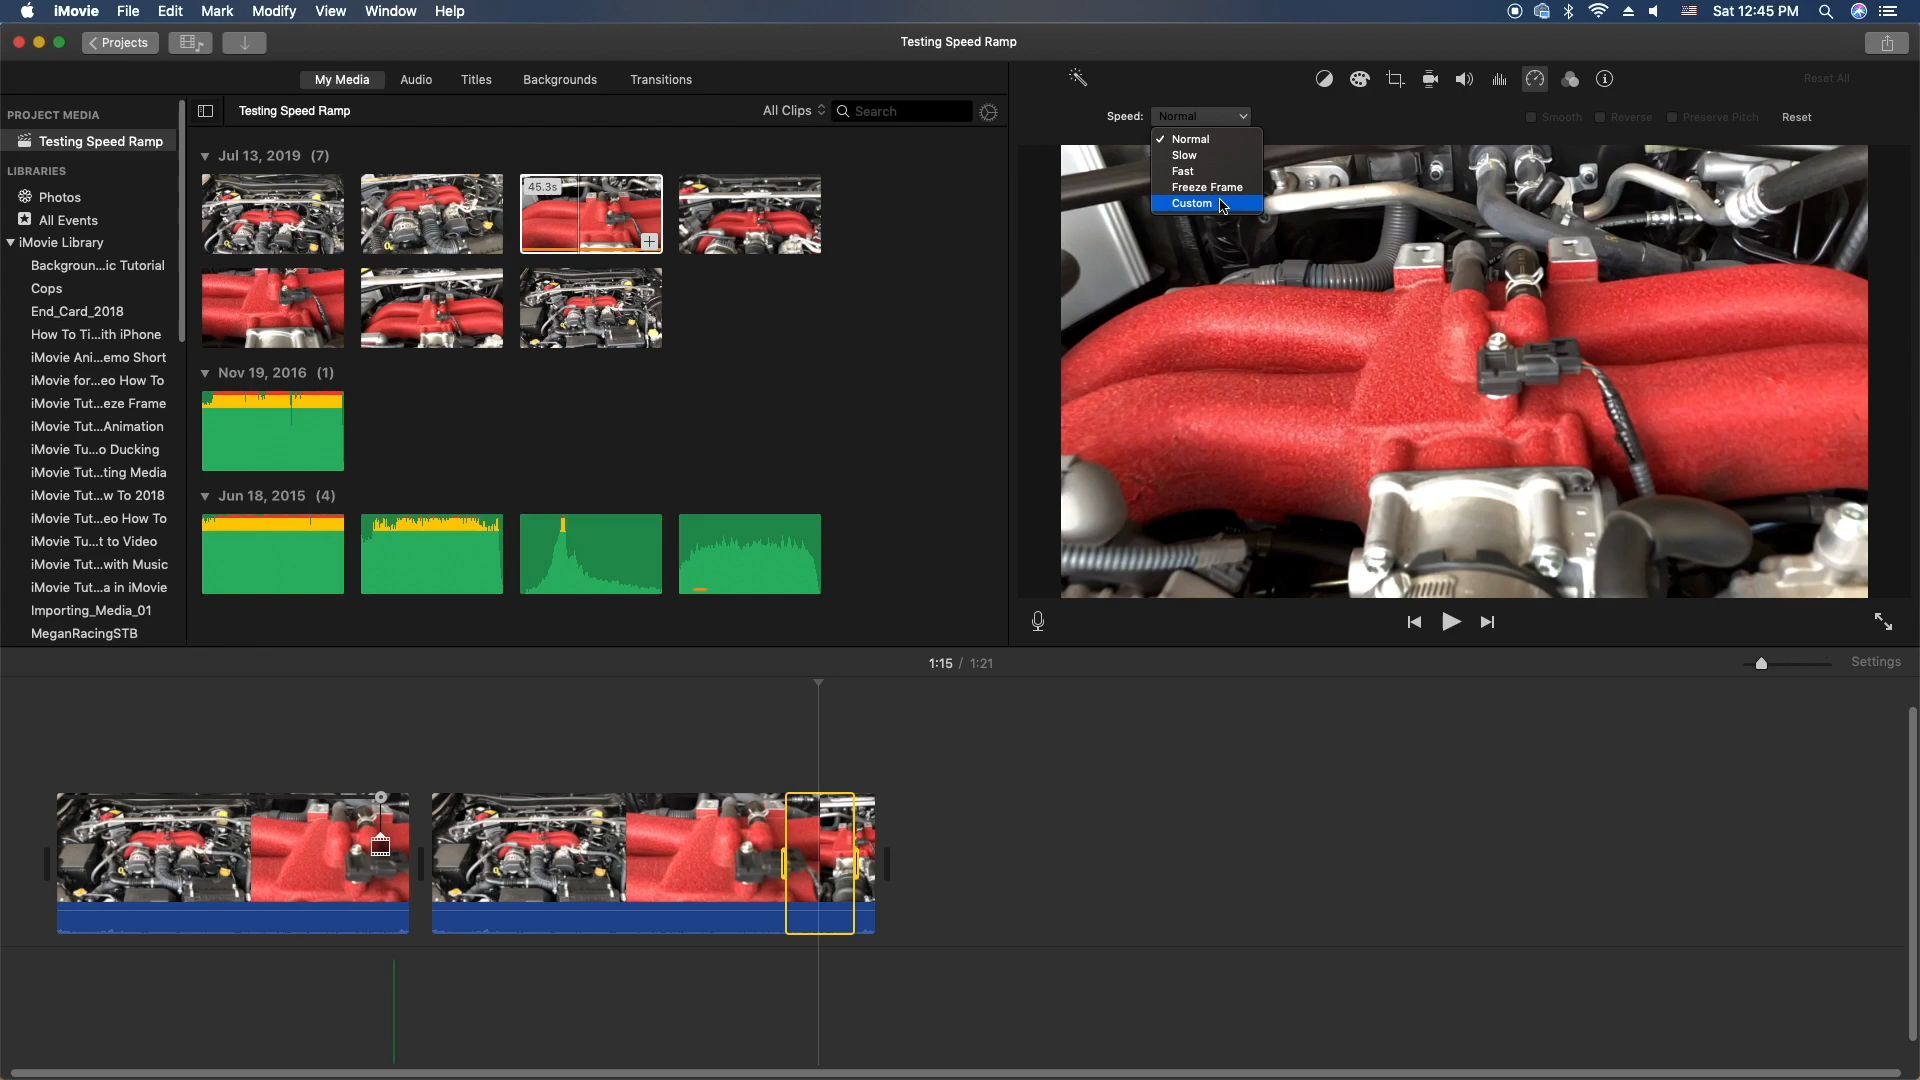 iMovie File Edit Mark Modify View Window Help
Sat 12:45 PM
Projects
Testing Speed Ramp
My Media Audio Titles Backgrounds Transitions
Reset All
PROJECT MEDIA
Testing Speed Ramp
LIBRARIES
Photos
All Events
iMovie Library
Backgroun...ic Tutorial
Cops
End_Card_2018
How To Ti...ith iPhone
iMovie Ani...emo Short
iMovie for...eo How To
iMovie Tut...eze Frame
iMovie Tut...Animation
iMovie Tu...o Ducking
iMovie Tut...ting Media
iMovie Tut...w To 2018
iMovie Tut...eo How To
iMovie Tu...t to Video
iMovie Tut...with Music
iMovie Tut...a in iMovie
Importing_Media_01
MeganRacingSTB
Testing Speed Ramp
All Clips
Search
Jul 13, 2019 (7)
45.3s
Nov 19, 2016 (1)
Jun 18, 2015 (4)
Speed: Normal
Smooth Reverse Preserve Pitch Reset
Normal
Slow
Fast
Freeze Frame
Custom
1:15 / 1:21
Settings